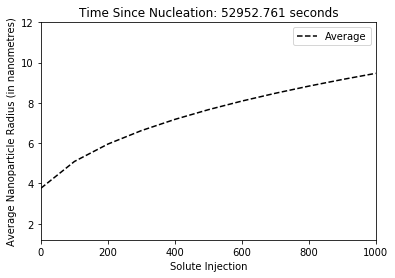 Time Since Nucleation: 52952.761 seconds
Average
Average Nanoparticle Radius (in nanometres)
12
10
8
6
4
2
0 200 400 600 800 1000
Solute Injection